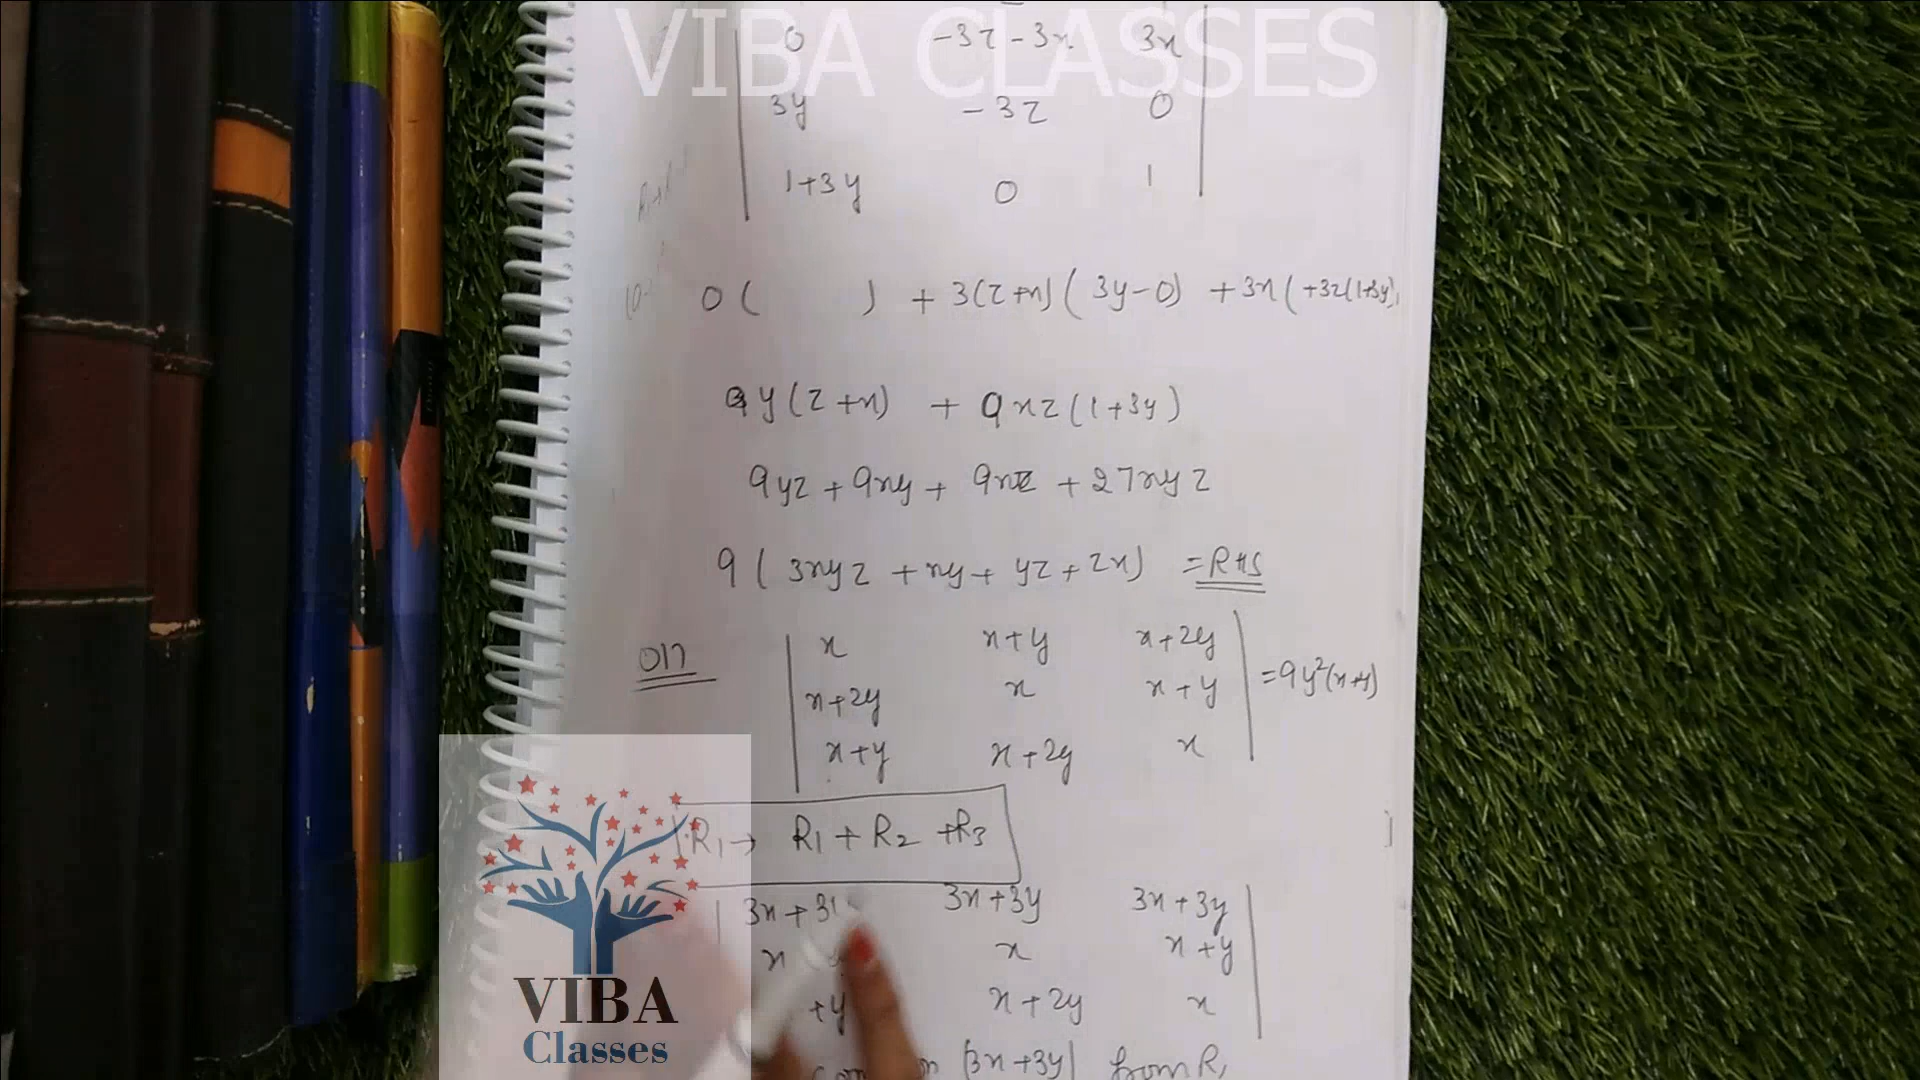 VIBA CLASSES
0 -3z-3x 3x
3y -3z 0
1+3y 0 1
0( ) + 3(z+x)(3y-0) +3x(+3z(1+3y)
9y(z+x) + 9xz(1+3y)
9yz + 9xy + 9xz + 27xyz
9(3xyz + xy + yz + zx) = RHS
x x+y x+2y
x+2y x x+y = 9y²(x+y)
x+y x+2y x
R1 → R1 + R2 + R3
3x+3y 3x+3y 3x+3y
x x x+y
+y x+2y x
(3x+3y) from R1
VIBA
Classes